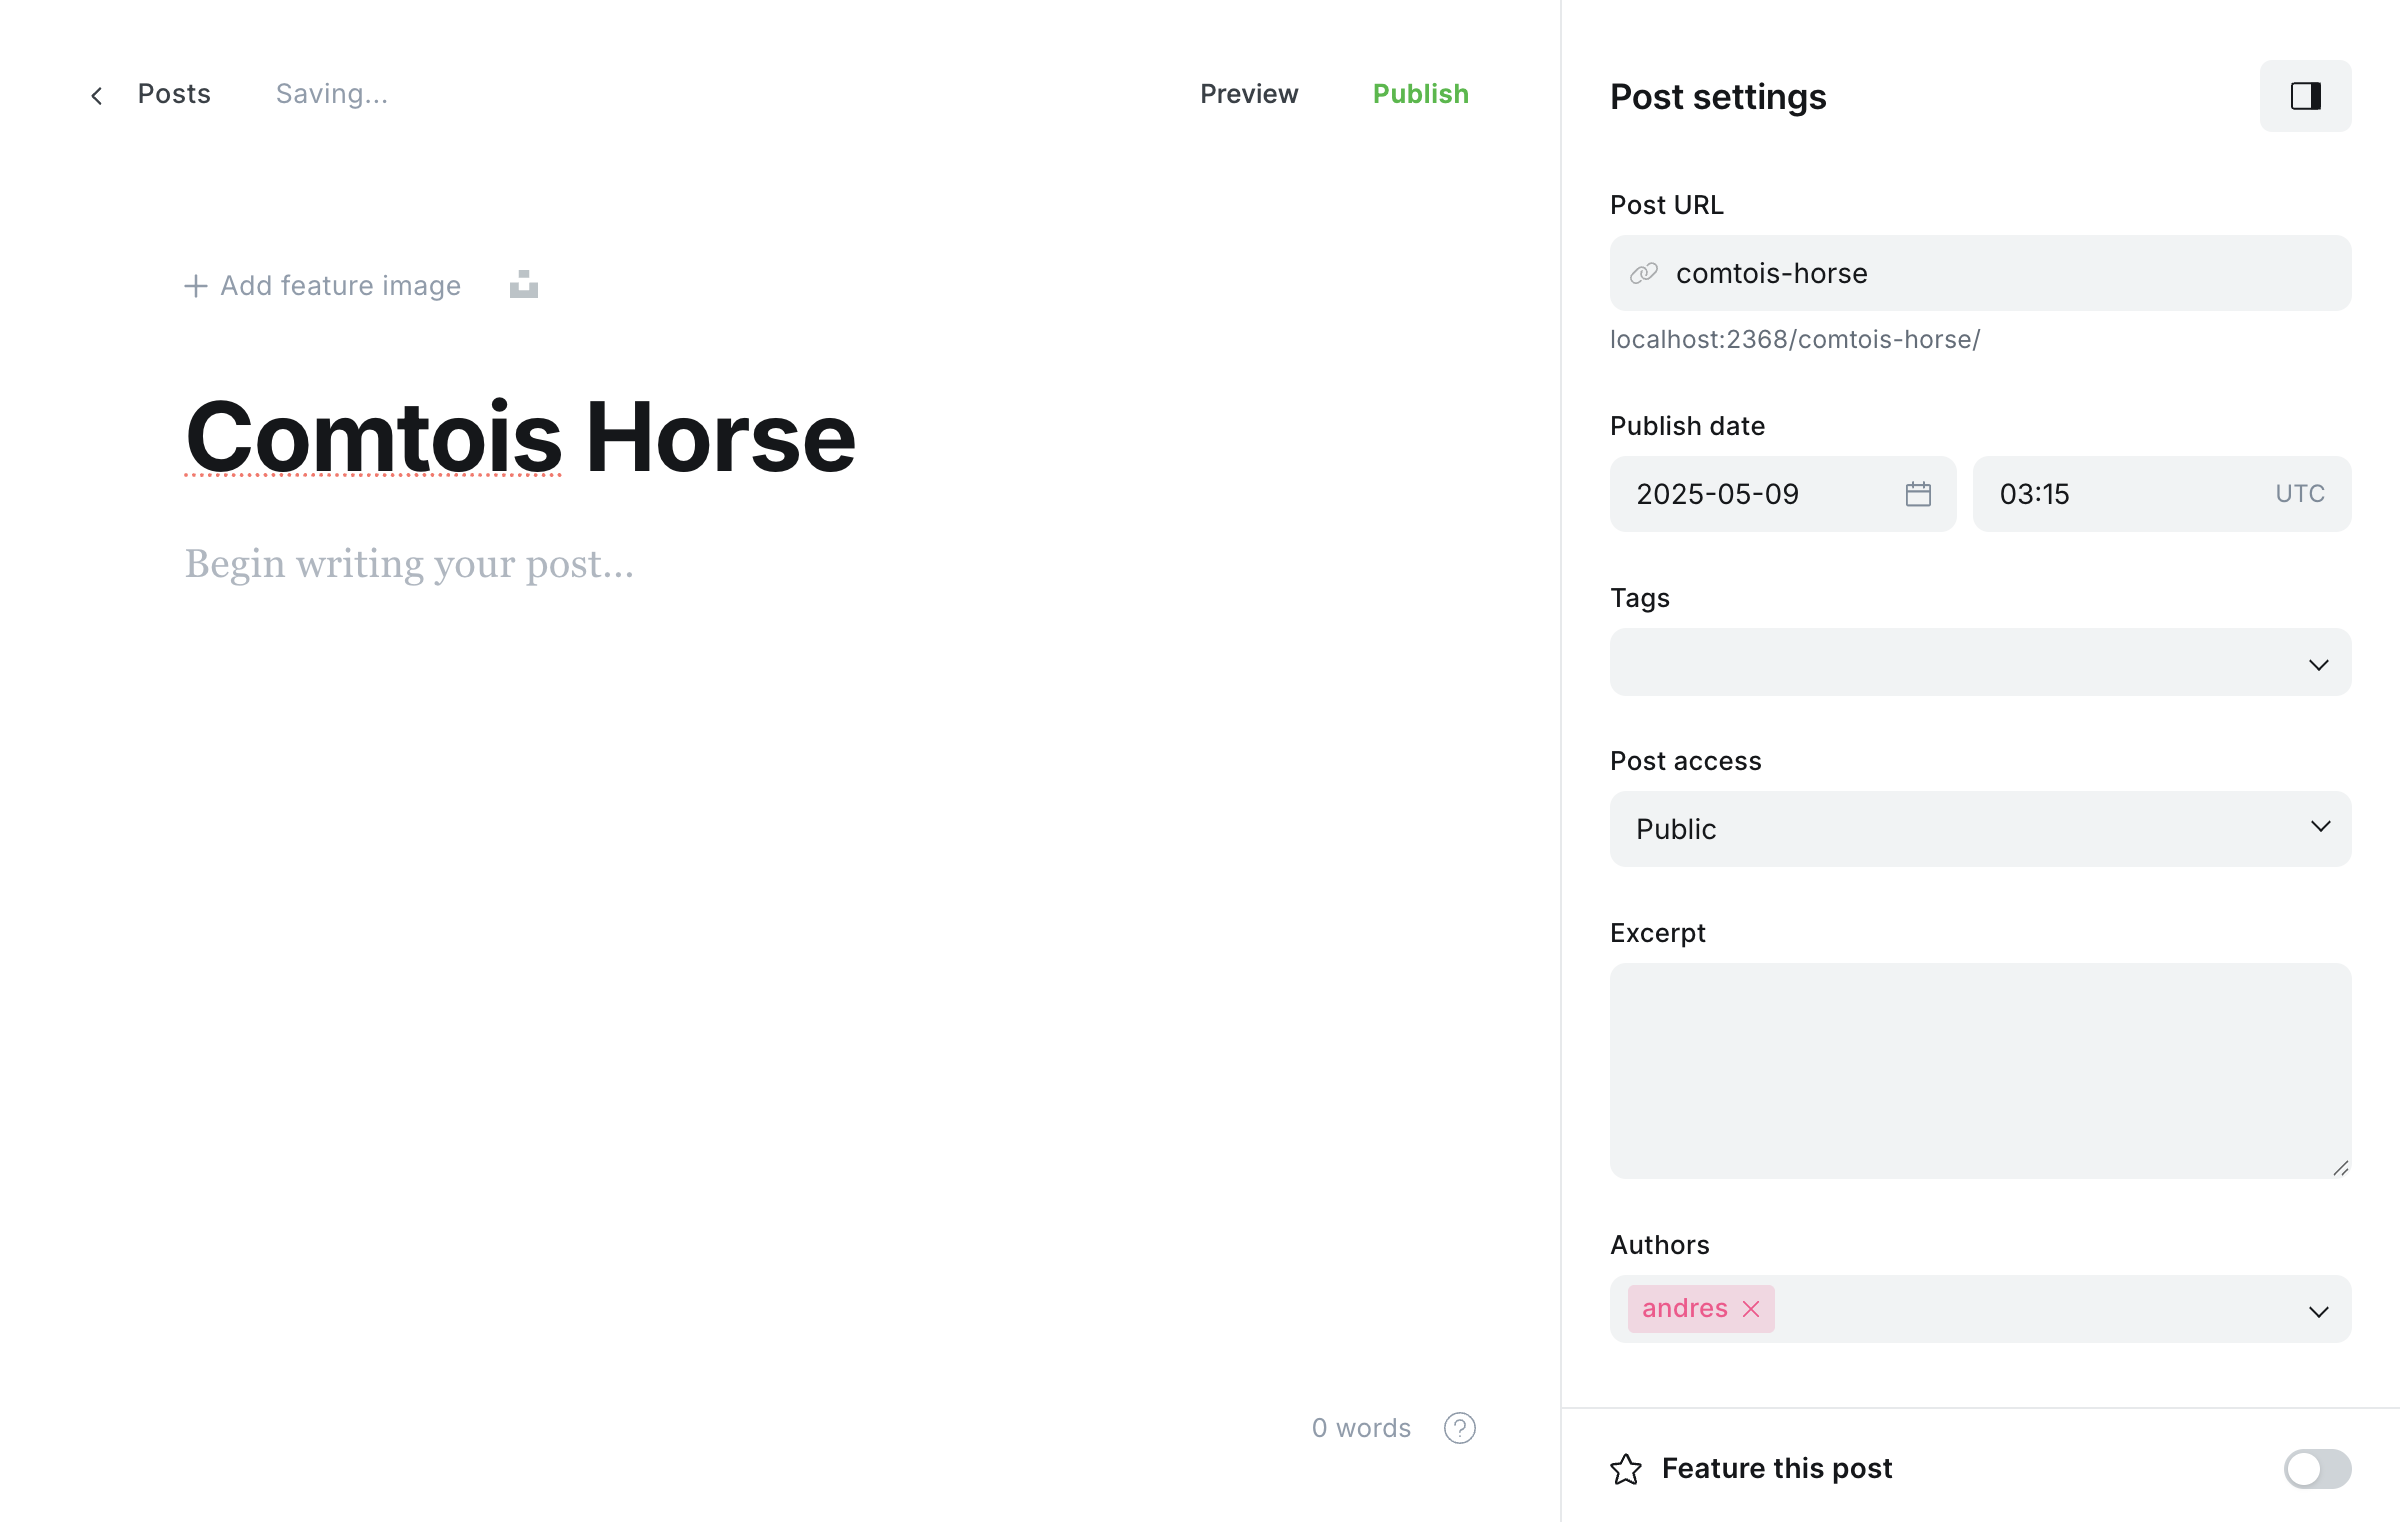 Posts
Saving...
Preview
Publish
Add feature image
Comtois Horse
Begin writing your post...
0 words
?
Post settings
Post URL
comtois-horse
localhost:2368/comtois-horse/
Publish date
2025-05-09
03:15
UTC
Tags
Post access
Public
Excerpt
Authors
andres
Feature this post